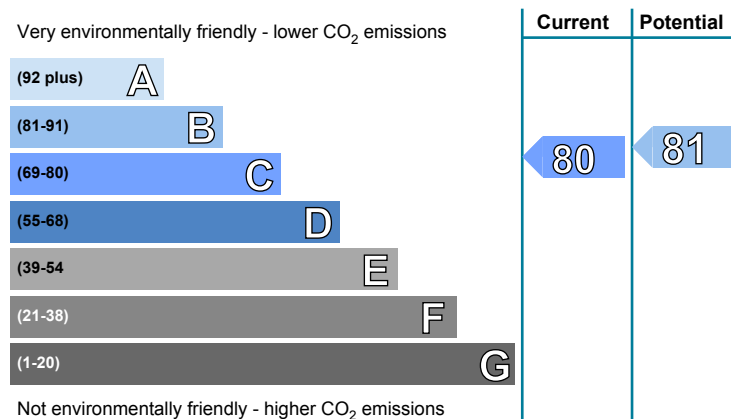 Very environmentally friendly - lower CO₂ emissions
Current
Potential
(92 plus) A
(81-91) B
(69-80) C
(55-68) D
(39-54 E
(21-38) F
(1-20) G
80
81
Not environmentally friendly - higher CO₂ emissions